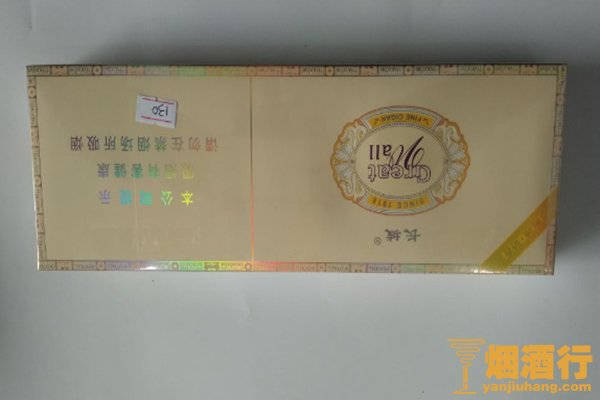 长城®
SINCE 1918
Great
Wall
FINE CIGAR
本公司提示
吸烟有害健康
请勿在禁烟场所吸烟
130
烟酒行
yanjiuhang.com